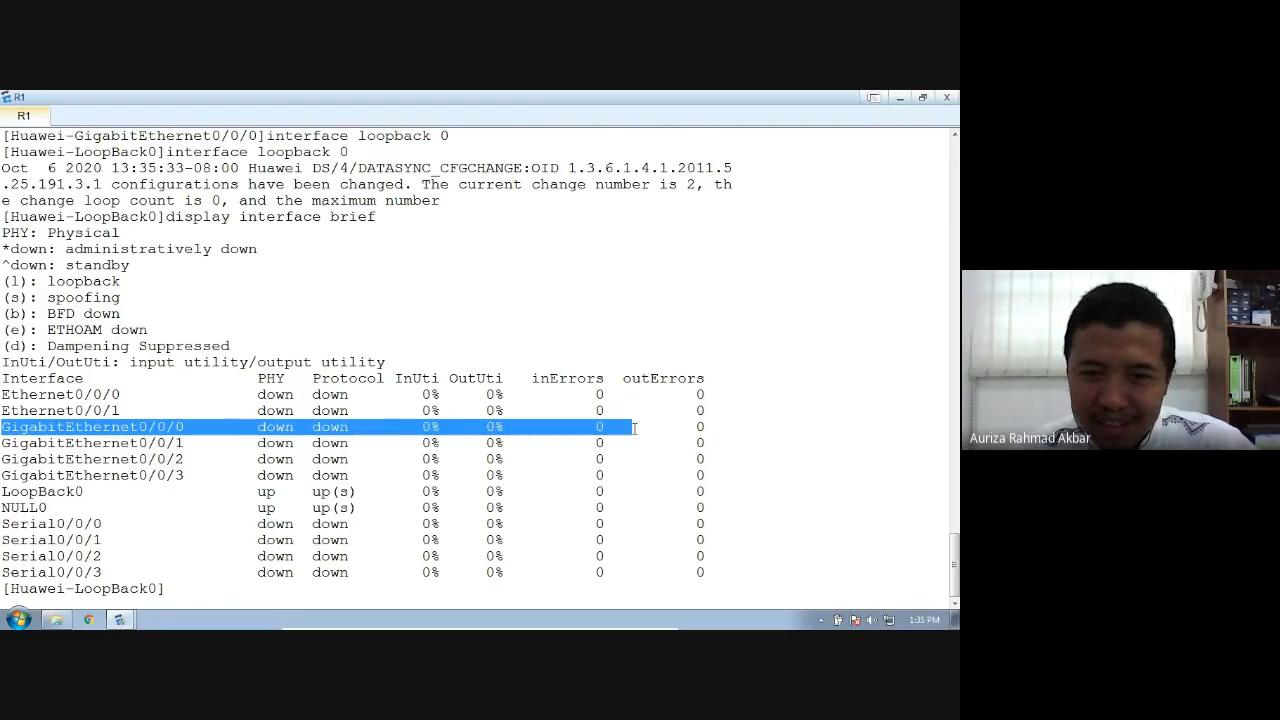 R1
R1
[Huawei-GigabitEthernet0/0/0]interface loopback 0
[Huawei-LoopBack0]interface loopback 0
Oct  6 2020 13:35:33-08:00 Huawei DS/4/DATASYNC_CFGCHANGE:OID 1.3.6.1.4.1.2011.5
.25.191.3.1 configurations have been changed. The current change number is 2, th
e change loop count is 0, and the maximum number
[Huawei-LoopBack0]display interface brief
PHY: Physical
*down: administratively down
^down: standby
(l): loopback
(s): spoofing
(b): BFD down
(e): ETHOAM down
(d): Dampening Suppressed
InUti/OutUti: input utility/output utility
Interface PHY Protocol InUti OutUti inErrors outErrors
Ethernet0/0/0 down down 0% 0% 0 0
Ethernet0/0/1 down down 0% 0% 0 0
GigabitEthernet0/0/0 down down 0% 0% 0 0
GigabitEthernet0/0/1 down down 0% 0% 0 0
GigabitEthernet0/0/2 down down 0% 0% 0 0
GigabitEthernet0/0/3 down down 0% 0% 0 0
LoopBack0 up up(s) 0% 0% 0 0
NULL0 up up(s) 0% 0% 0 0
Serial0/0/0 down down 0% 0% 0 0
Serial0/0/1 down down 0% 0% 0 0
Serial0/0/2 down down 0% 0% 0 0
Serial0/0/3 down down 0% 0% 0 0
[Huawei-LoopBack0]
1:35 PM
Auriza Rahmad Akbar